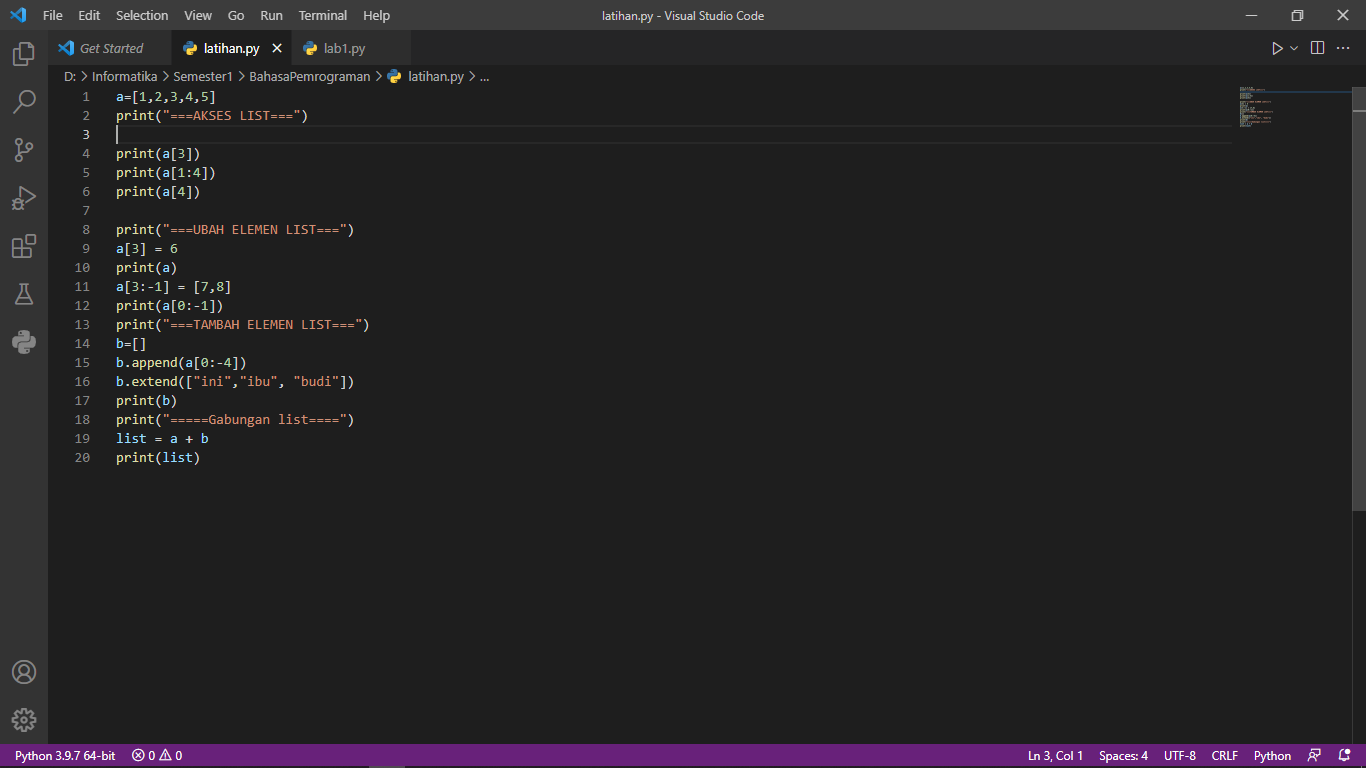 File Edit Selection View Go Run Terminal Help latihan.py - Visual Studio Code
Get Started latihan.py lab1.py
D: > Informatika > Semester1 > BahasaPemrograman > latihan.py > ...
1 a=[1,2,3,4,5]
2 print("===AKSES LIST===")
3
4 print(a[3])
5 print(a[1:4])
6 print(a[4])
7
8 print("===UBAH ELEMEN LIST===")
9 a[3] = 6
10 print(a)
11 a[3:-1] = [7,8]
12 print(a[0:-1])
13 print("===TAMBAH ELEMEN LIST===")
14 b=[]
15 b.append(a[0:-4])
16 b.extend(["ini","ibu", "budi"])
17 print(b)
18 print("=====Gabungan list====")
19 list = a + b
20 print(list)
Python 3.9.7 64-bit 0 0 Ln 3, Col 1 Spaces: 4 UTF-8 CRLF Python